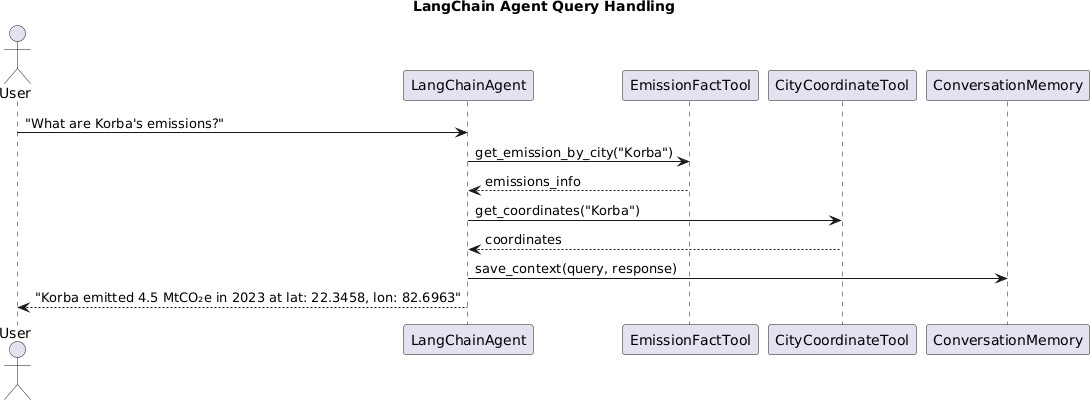 LangChain Agent Query Handling
User
LangChainAgent
EmissionFactTool
CityCoordinateTool
ConversationMemory
"What are Korba's emissions?"
get_emission_by_city("Korba")
emissions_info
get_coordinates("Korba")
coordinates
save_context(query, response)
"Korba emitted 4.5 MtCO₂e in 2023 at lat: 22.3458, lon: 82.6963"
User
LangChainAgent
EmissionFactTool
CityCoordinateTool
ConversationMemory